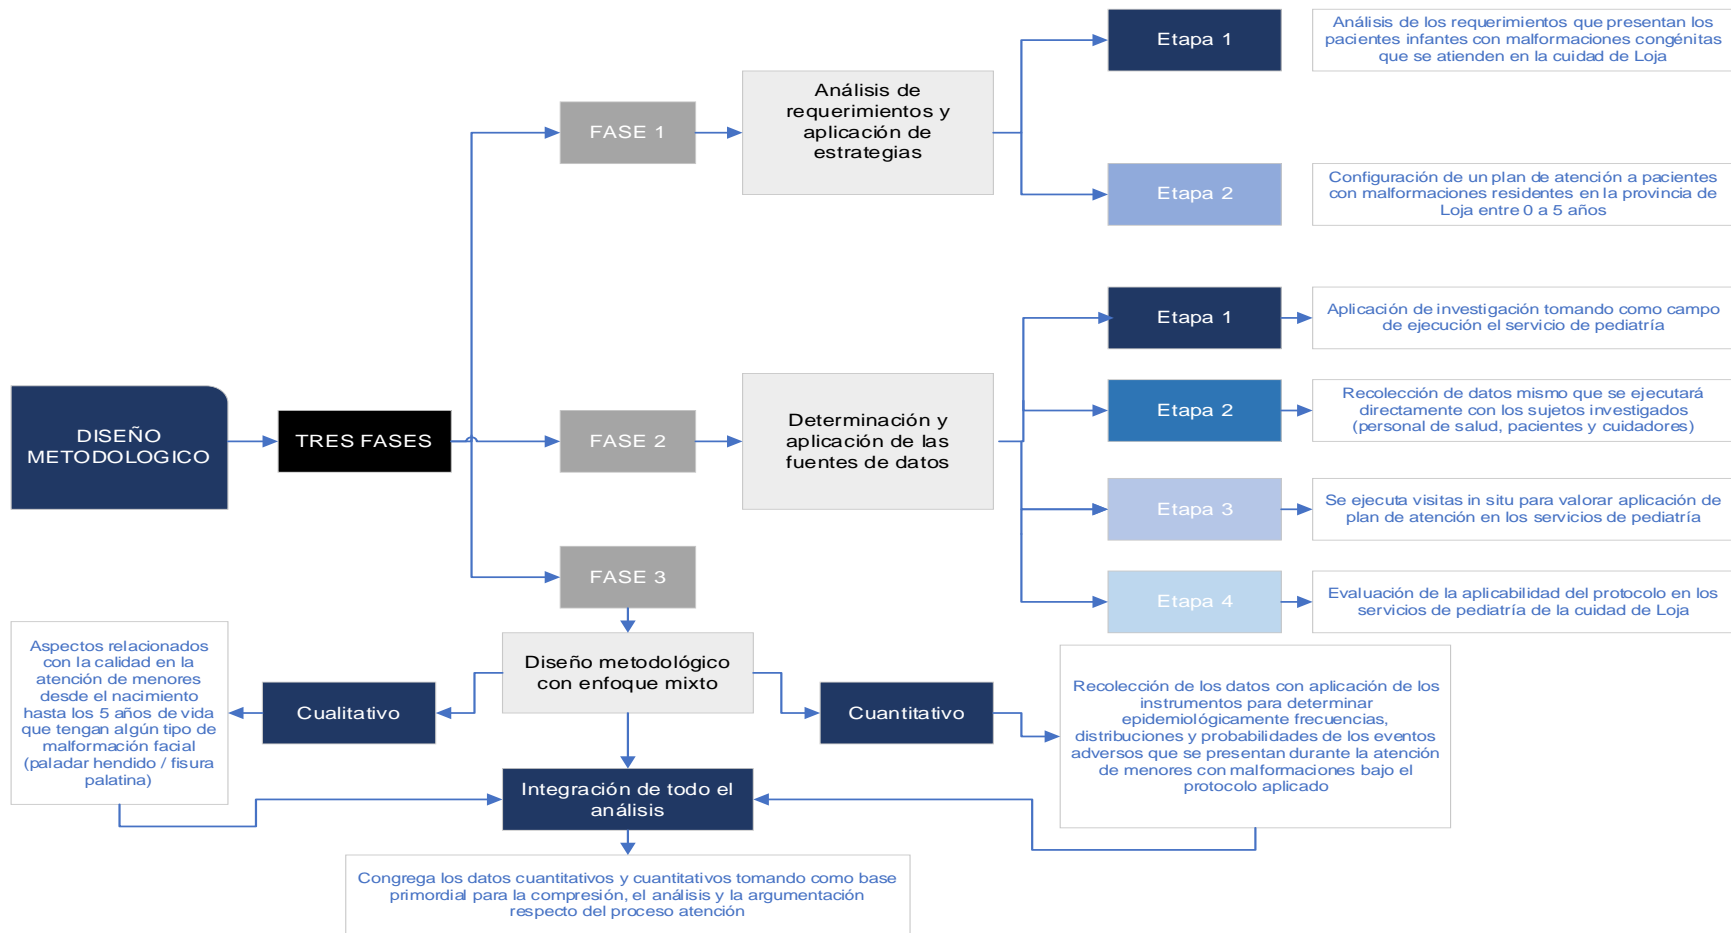 DISEÑO
METODOLOGICO
TRES FASES
FASE 1
Análisis de
requerimientos y
aplicación de
estrategias
Etapa 1
Análisis de los requerimientos que presentan los
pacientes infantes con malformaciones congénitas
que se atienden en la cuidad de Loja
Etapa 2
Configuración de un plan de atención a pacientes
con malformaciones residentes en la provincia de
Loja entre 0 a 5 años
FASE 2
Determinación y
aplicación de las
fuentes de datos
Etapa 1
Aplicación de investigación tomando como campo
de ejecución el servicio de pediatría
Etapa 2
Recolección de datos mismo que se ejecutará
directamente con los sujetos investigados
(personal de salud, pacientes y cuidadores)
Etapa 3
Se ejecuta visitas in situ para valorar aplicación de
plan de atención en los servicios de pediatría
Etapa 4
Evaluación de la aplicabilidad del protocolo en los
servicios de pediatría de la cuidad de Loja
FASE 3
Diseño metodológico
con enfoque mixto
Cualitativo
Aspectos relacionados
con la calidad en la
atención de menores
desde el nacimiento
hasta los 5 años de vida
que tengan algún tipo de
malformación facial
(paladar hendido / fisura
palatina)
Cuantitativo
Recolección de los datos con aplicación de los
instrumentos para determinar
epidemiológicamente frecuencias,
distribuciones y probabilidades de los eventos
adversos que se presentan durante la atención
de menores con malformaciones bajo el
protocolo aplicado
Integración de todo el
análisis
Congrega los datos cuantitativos y cuantitativos tomando como base
primordial para la compresión, el análisis y la argumentación
respecto del proceso atención